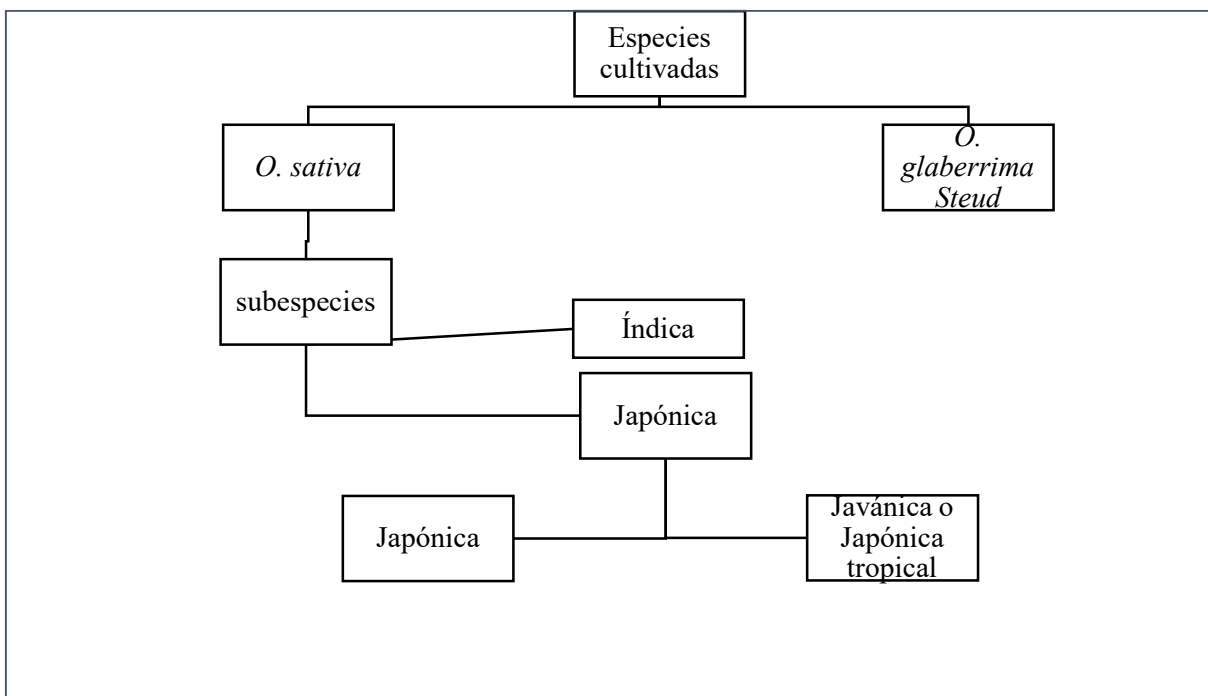 Especies
cultivadas
O. sativa
O.
glaberrima
Steud
subespecies
Índica
Japónica
Japónica
Javánica o
Japónica
tropical